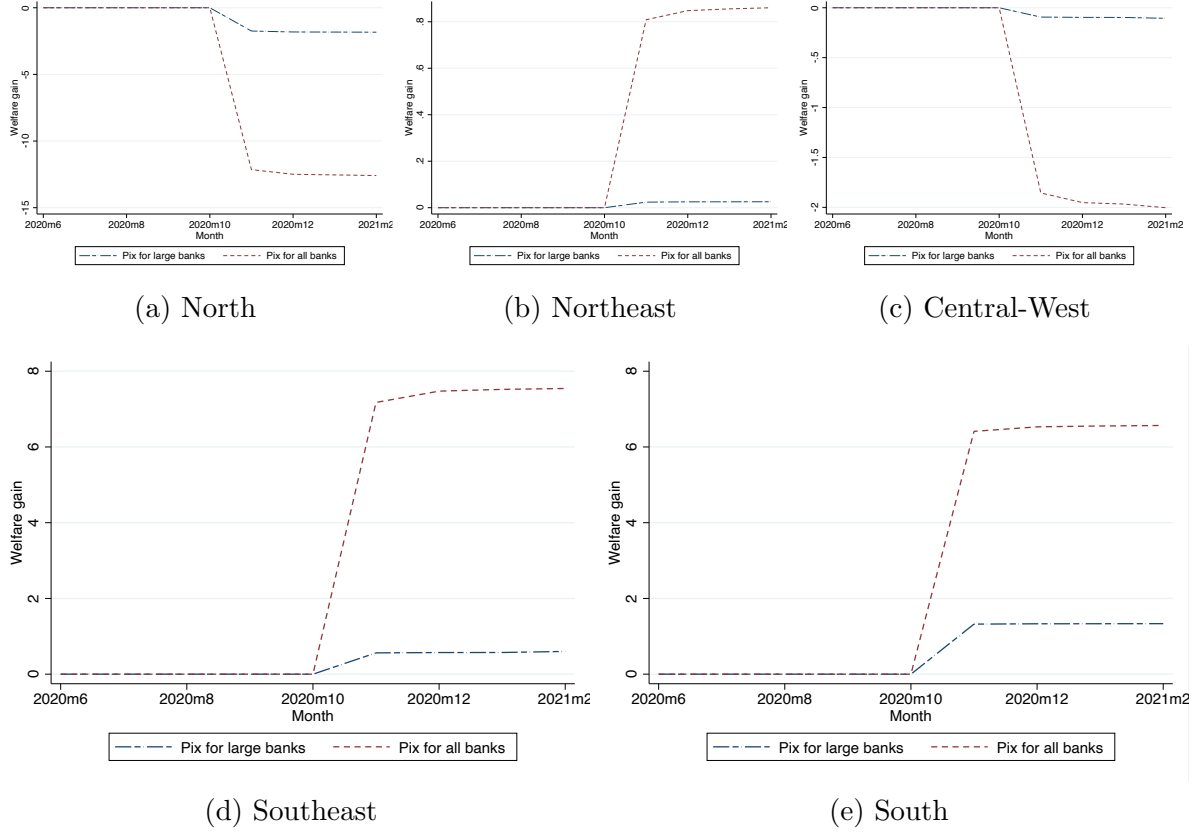 0
-5
-10
-15
Welfare gain
2020m6 2020m8 2020m10 2020m12 2021m2
Month
Pix for large banks Pix for all banks
(a) North
.8
.6
.4
.2
0
Welfare gain
2020m6 2020m8 2020m10 2020m12 2021m2
Month
Pix for large banks Pix for all banks
(b) Northeast
0
-.5
-1
-1.5
-2
Welfare gain
2020m6 2020m8 2020m10 2020m12 2021m2
Month
Pix for large banks Pix for all banks
(c) Central-West
8
6
4
2
0
Welfare gain
2020m6 2020m8 2020m10 2020m12 2021m2
Month
Pix for large banks Pix for all banks
(d) Southeast
8
6
4
2
0
Welfare gain
2020m6 2020m8 2020m10 2020m12 2021m2
Month
Pix for large banks Pix for all banks
(e) South